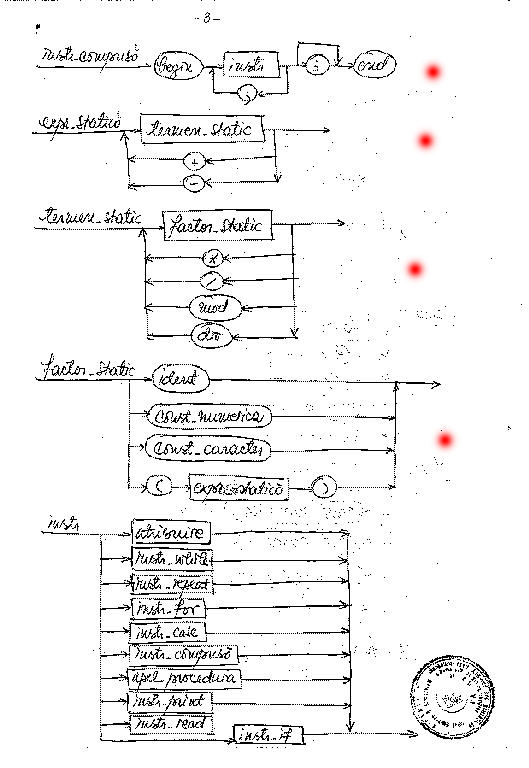 -3-
instr_compusă begin instr ; end
;
expr_statică termen_static
+
-
termen_static factor_static
*
/
mod
div
factor_static ident
const_numerica
const_caracter
( expr_statică )
instr atribuire
instr_while
instr_repeat
instr_for
instr_case
instr_compusă
apel_procedura
instr_print
instr_read
instr_if